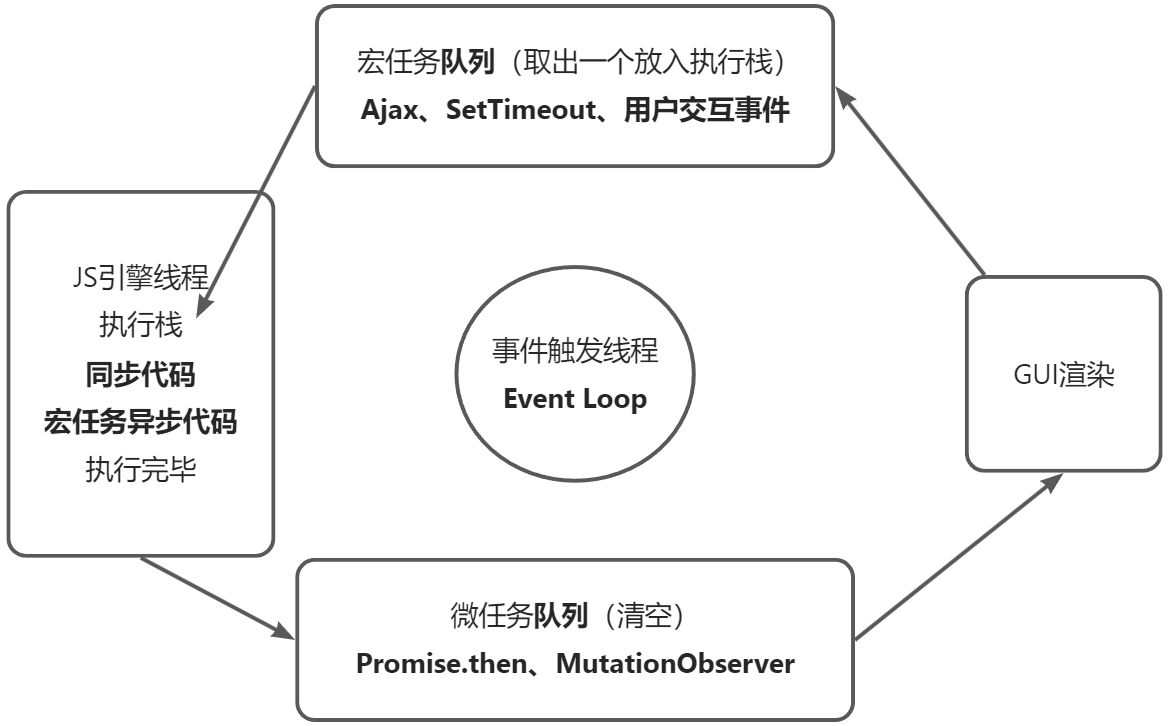 宏任务队列（取出一个放入执行栈）
Ajax、SetTimeout、用户交互事件
JS引擎线程
执行栈
同步代码
宏任务异步代码
执行完毕
事件触发线程
Event Loop
GUI渲染
微任务队列（清空）
Promise.then、MutationObserver